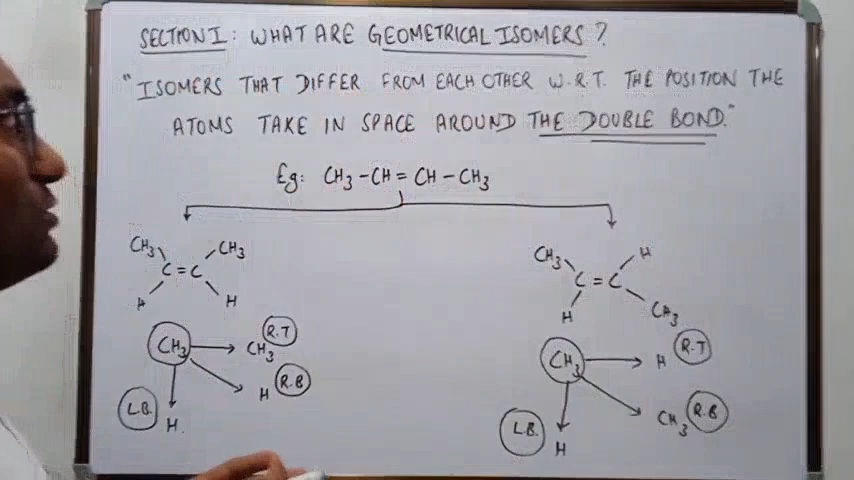 SECTION I: WHAT ARE GEOMETRICAL ISOMERS?
"ISOMERS THAT DIFFER FROM EACH OTHER W.R.T. THE POSITION THE
ATOMS TAKE IN SPACE AROUND THE DOUBLE BOND."
Eg: CH3-CH=CH-CH3
CH3 CH3
C=C
H H
CH3 CH3 R.T
H R.B
L.B. H.
CH3 H
C=C
H CH3
CH3 H R.T
CH3 R.B
L.B. H